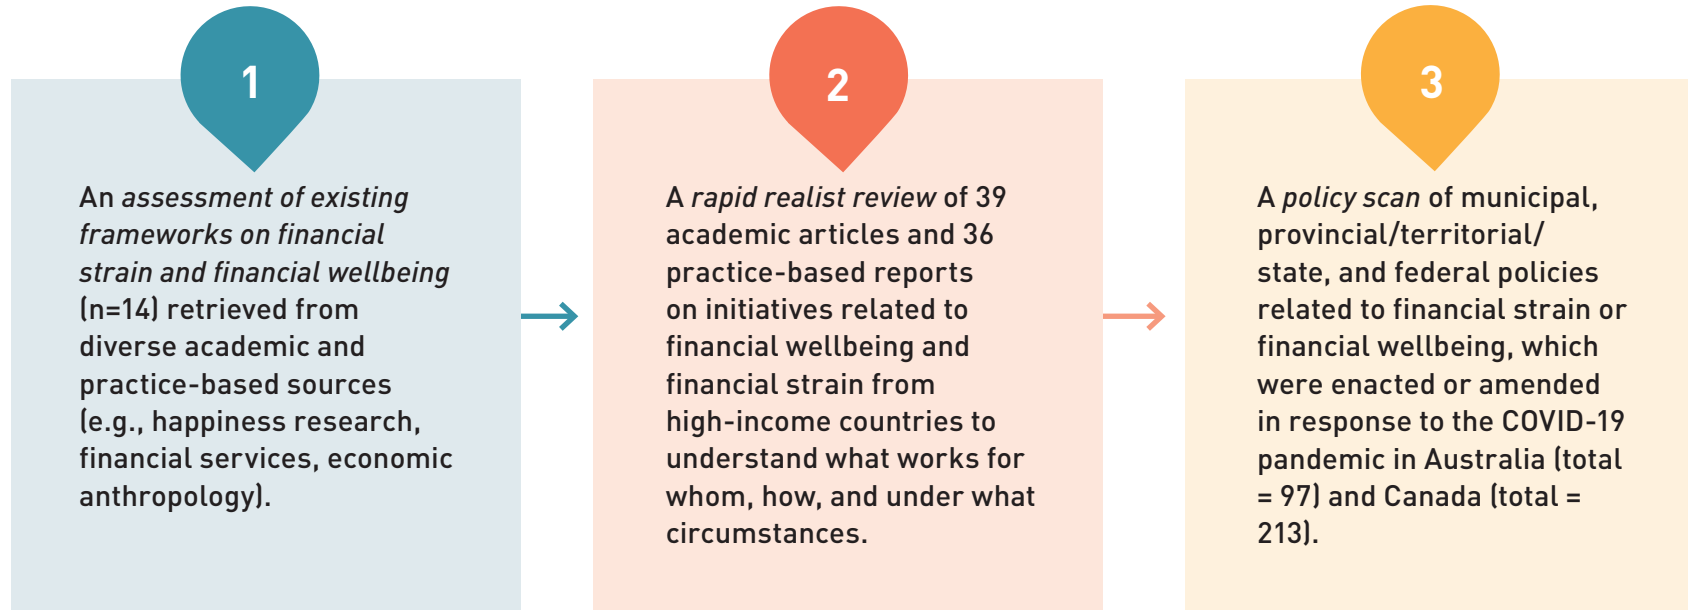 1
An assessment of existing
frameworks on financial
strain and financial wellbeing
(n=14) retrieved from
diverse academic and
practice-based sources
(e.g., happiness research,
financial services, economic
anthropology).
2
A rapid realist review of 39
academic articles and 36
practice-based reports
on initiatives related to
financial wellbeing and
financial strain from
high-income countries to
understand what works for
whom, how, and under what
circumstances.
3
A policy scan of municipal,
provincial/territorial/
state, and federal policies
related to financial strain or
financial wellbeing, which
were enacted or amended
in response to the COVID-19
pandemic in Australia (total
= 97) and Canada (total =
213).